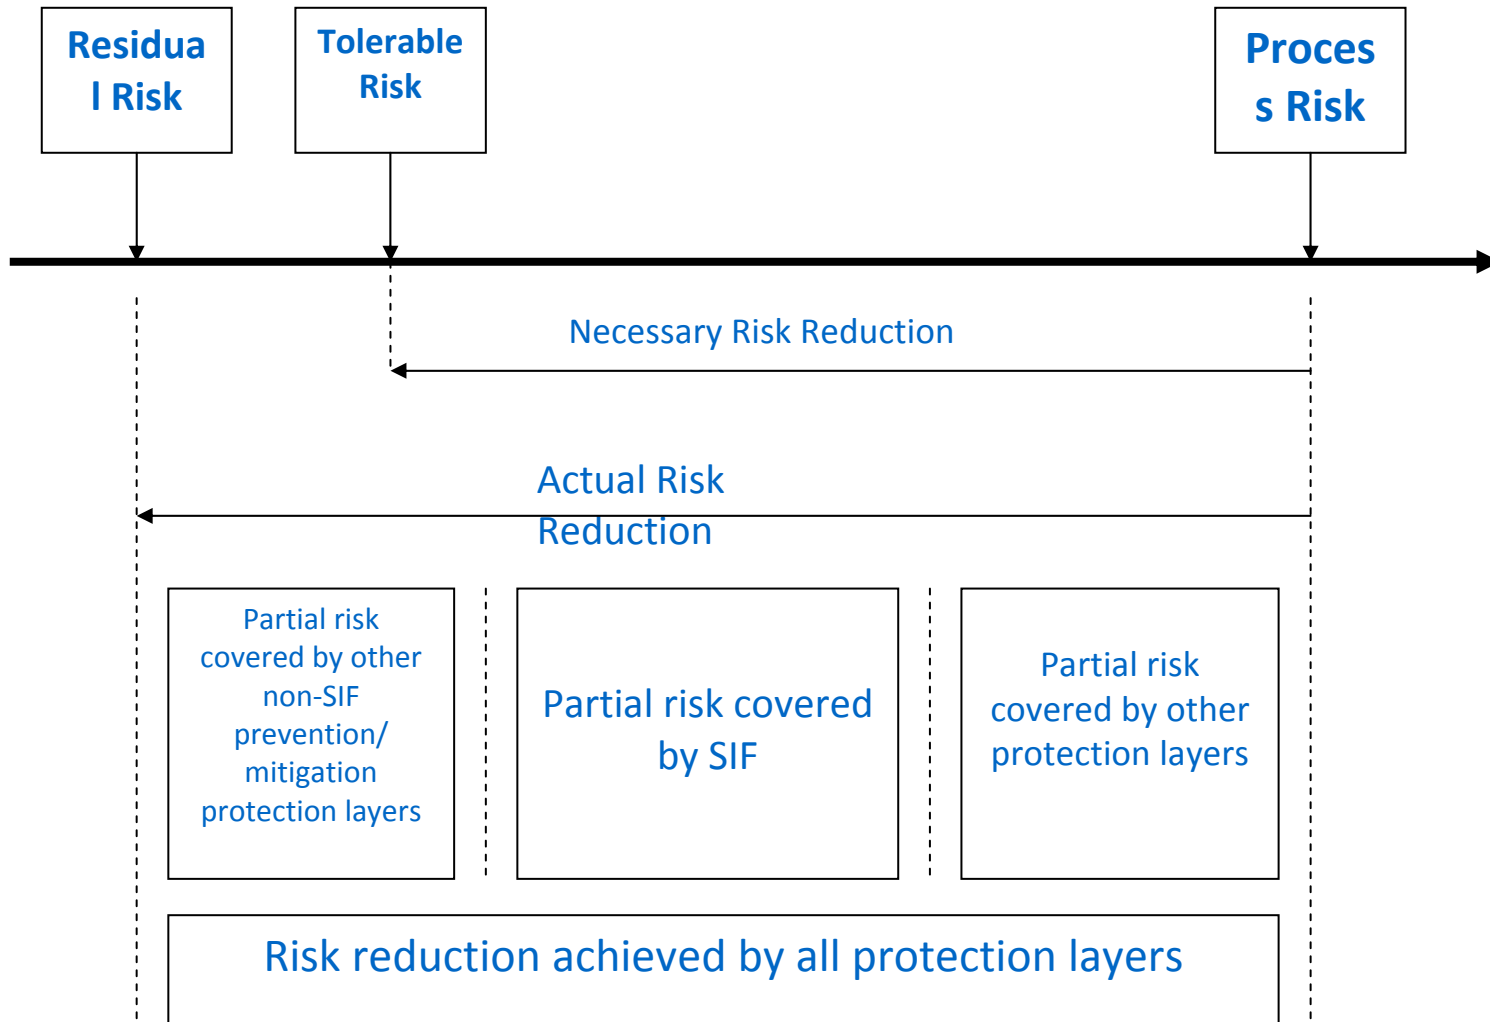 Residua
l Risk
Tolerable
Risk
Proces
s Risk
Necessary Risk Reduction
Actual Risk
Reduction
Partial risk
covered by other
non-SIF
prevention/
mitigation
protection layers
Partial risk covered
by SIF
Partial risk
covered by other
protection layers
Risk reduction achieved by all protection layers